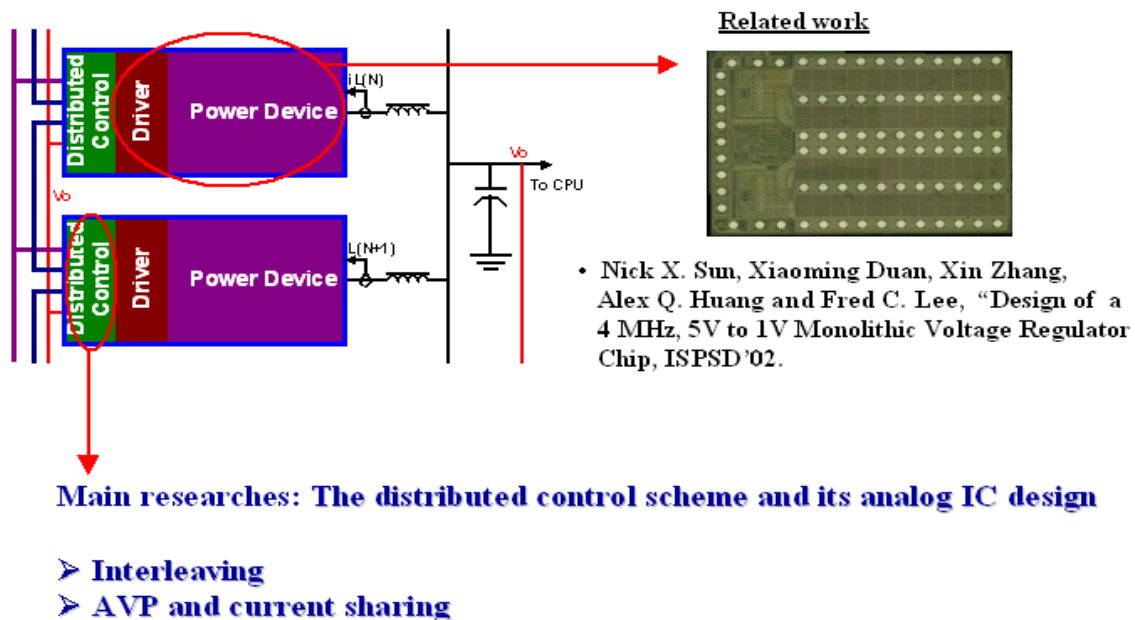 Related work
Distributed
Control
Driver
Power Device
iL(N)
Vo
Vo
To CPU
Distributed
Control
Driver
Power Device
L(N+1)
• Nick X. Sun, Xiaoming Duan, Xin Zhang,
Alex Q. Huang and Fred C. Lee, “Design of a
4 MHz, 5V to 1V Monolithic Voltage Regulator
Chip, ISPSD’02.
Main researches: The distributed control scheme and its analog IC design
➢ Interleaving
➢ AVP and current sharing